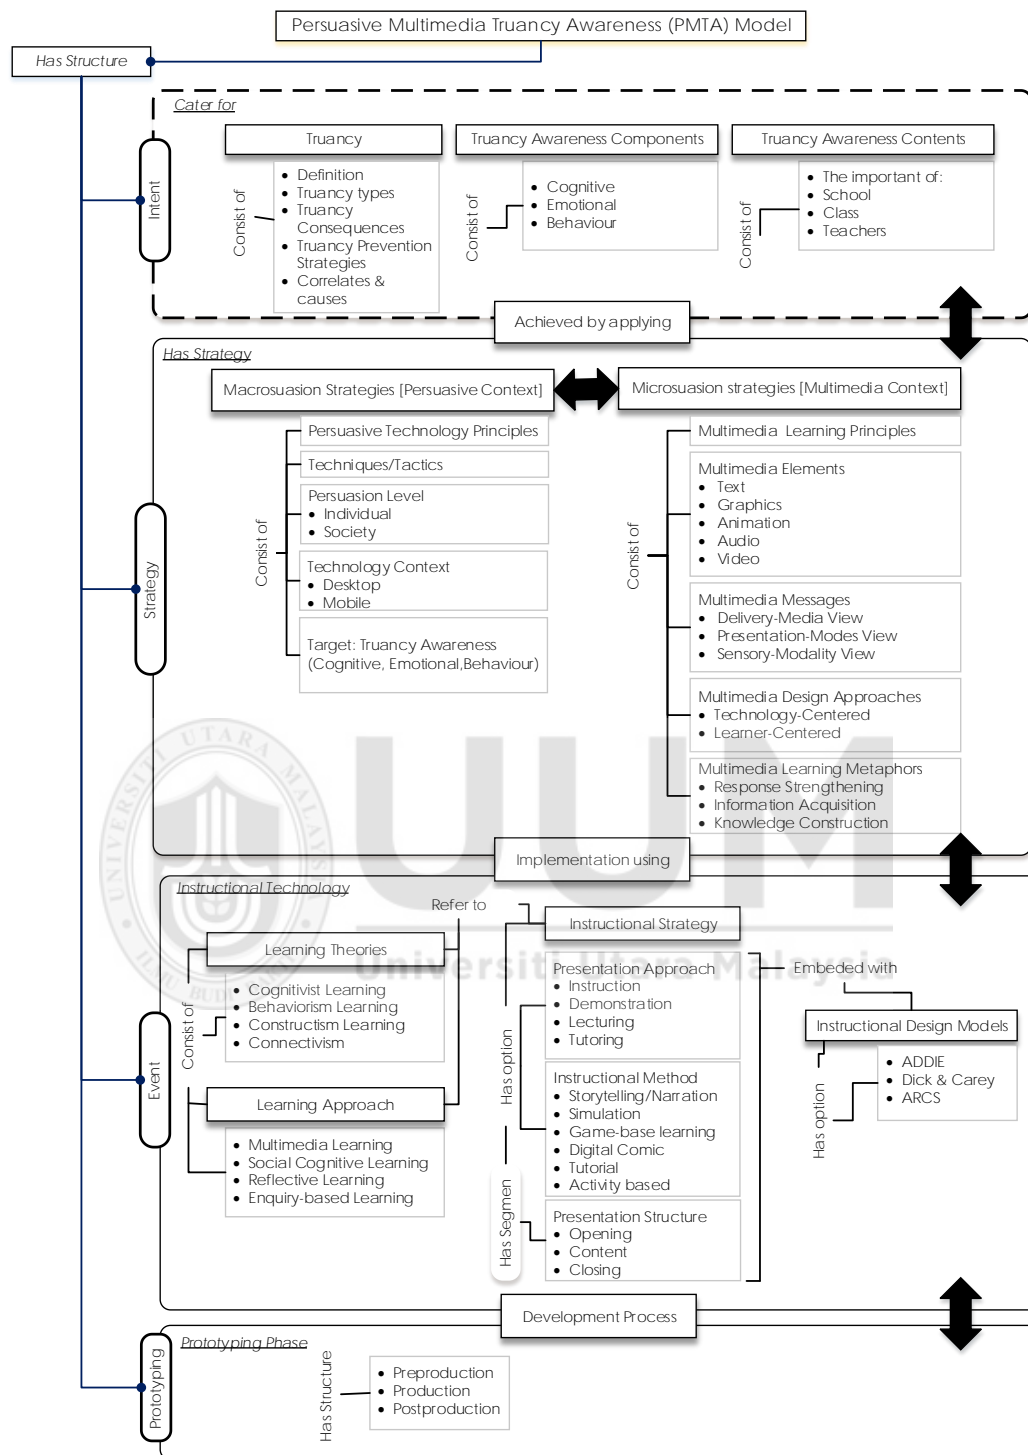 Persuasive Multimedia Truancy Awareness (PMTA) Model
Has Structure
Cater for
Intent
Truancy
Consist of
• Definition
• Truancy types
• Truancy
Consequences
• Truancy Prevention
Strategies
• Correlates &
causes
Truancy Awareness Components
Consist of
• Cognitive
• Emotional
• Behaviour
Truancy Awareness Contents
Consist of
• The important of:
• School
• Class
• Teachers
Achieved by applying
Has Strategy
Strategy
Macrosuasion Strategies [Persuasive Context]
Consist of
Persuasive Technology Principles
Techniques/Tactics
Persuasion Level
• Individual
• Society
Technology Context
• Desktop
• Mobile
Target: Truancy Awareness
(Cognitive, Emotional,Behaviour)
Microsuasion strategies [Multimedia Context]
Consist of
Multimedia Learning Principles
Multimedia Elements
• Text
• Graphics
• Animation
• Audio
• Video
Multimedia Messages
• Delivery-Media View
• Presentation-Modes View
• Sensory-Modality View
Multimedia Design Approaches
• Technology-Centered
• Learner-Centered
Multimedia Learning Metaphors
• Response Strengthening
• Information Acquisition
• Knowledge Construction
UNIVERSITI UTARA MALAYSIA
ILMU BUDI BAKTI
UUM
Universiti Utara Malaysia
Implementation using
Instructional Technology
Event
Refer to
Consist of
Learning Theories
• Cognitivist Learning
• Behaviorism Learning
• Constructism Learning
• Connectivism
Learning Approach
• Multimedia Learning
• Social Cognitive Learning
• Reflective Learning
• Enquiry-based Learning
Instructional Strategy
Has option
Presentation Approach
• Instruction
• Demonstration
• Lecturing
• Tutoring
Instructional Method
• Storytelling/Narration
• Simulation
• Game-base learning
• Digital Comic
• Tutorial
• Activity based
Has Segmen
Presentation Structure
• Opening
• Content
• Closing
Embeded with
Instructional Design Models
Has option
• ADDIE
• Dick & Carey
• ARCS
Development Process
Prototyping Phase
Prototyping
Has Structure
• Preproduction
• Production
• Postproduction